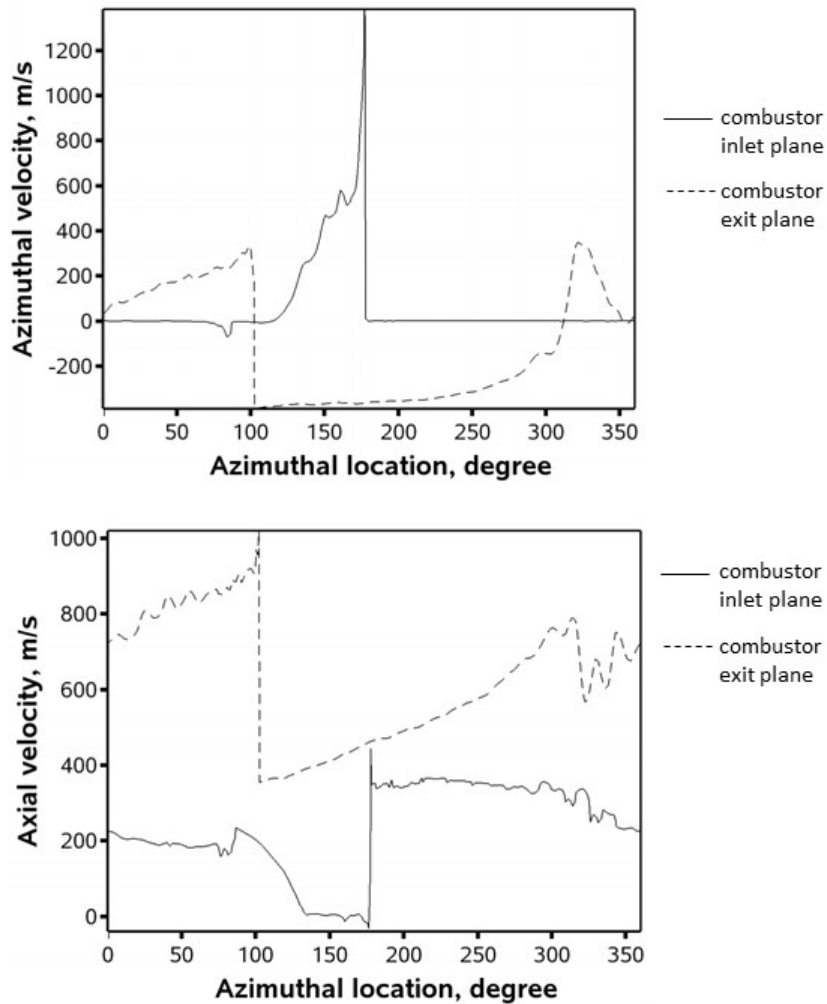 1200
1000
800
600
400
200
0
-200
Azimuthal velocity, m/s
0 50 100 150 200 250 300 350
Azimuthal location, degree
combustor
inlet plane
combustor
exit plane
1000
800
600
400
200
0
Axial velocity, m/s
0 50 100 150 200 250 300 350
Azimuthal location, degree
combustor
inlet plane
combustor
exit plane